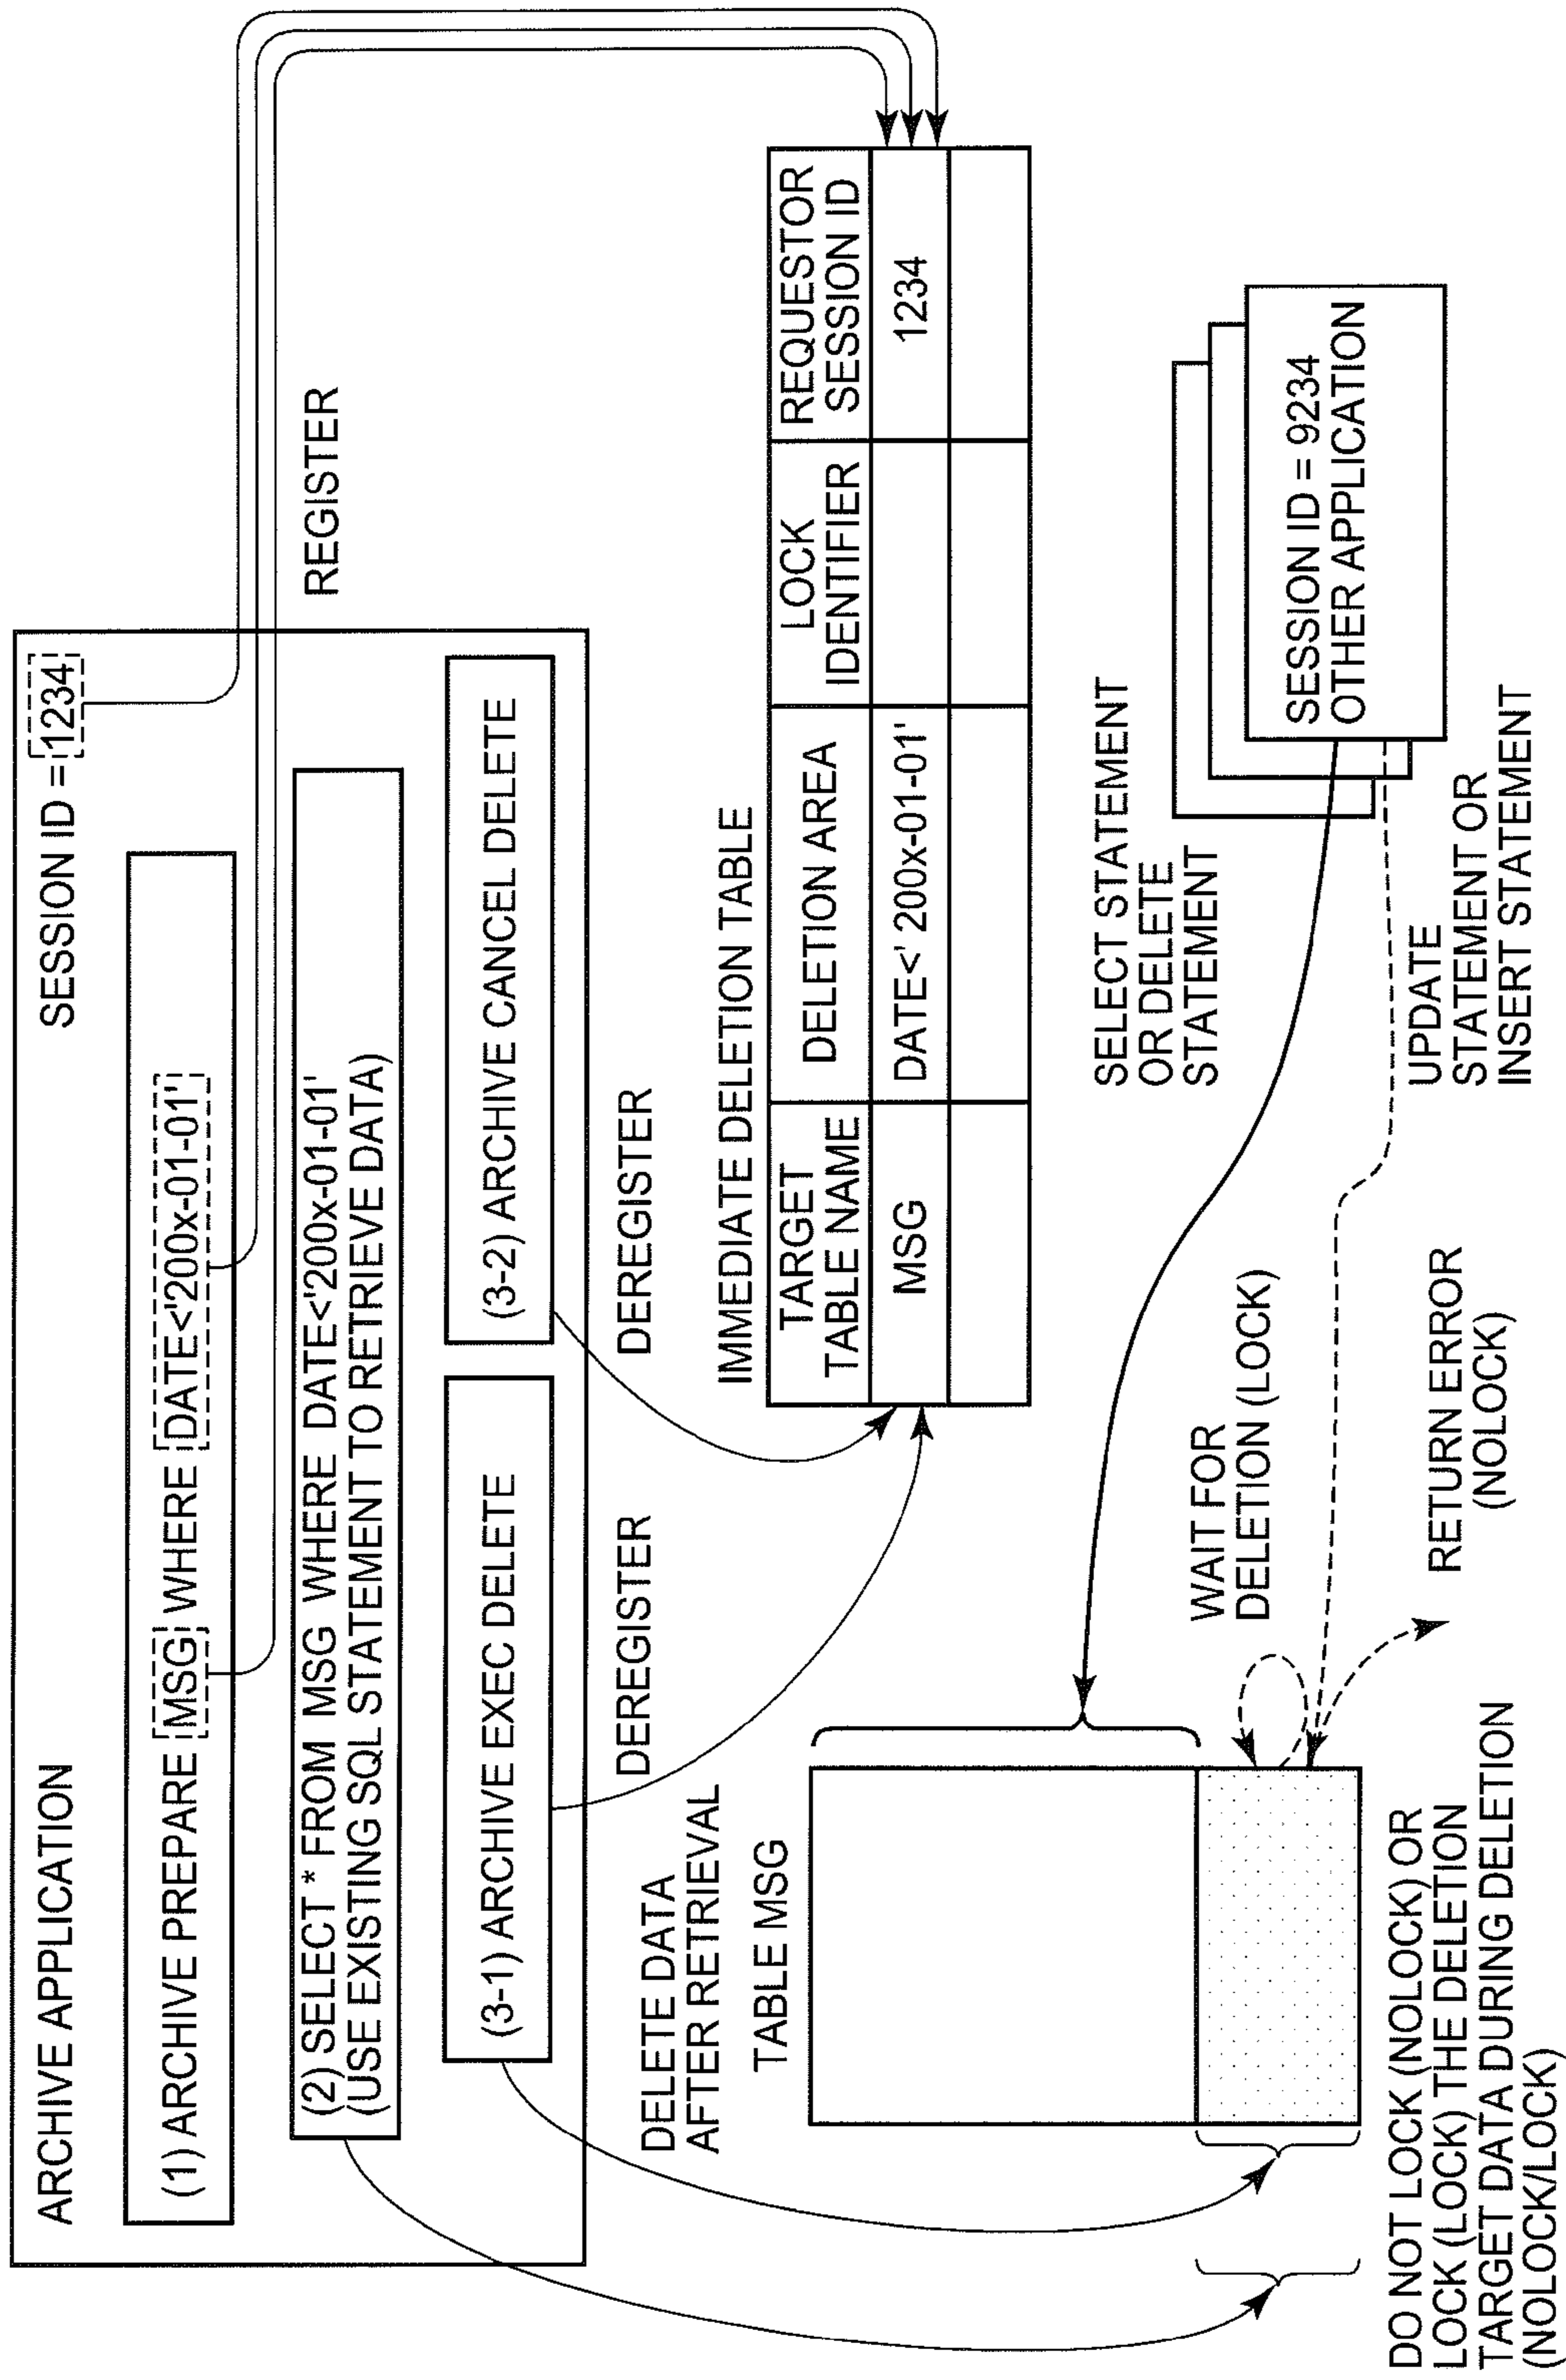 ARCHIVE APPLICATION
SESSION ID = 1234
(1) ARCHIVE PREPARE MSG WHERE DATE<'200x-01-01'
(2) SELECT * FROM MSG WHERE DATE<'200x-01-01'
(USE EXISTING SQL STATEMENT TO RETRIEVE DATA)
(3-1) ARCHIVE EXEC DELETE
(3-2) ARCHIVE CANCEL DELETE
REGISTER
DEREGISTER
DEREGISTER
DELETE DATA
AFTER RETRIEVAL
IMMEDIATE DELETION TABLE
TARGET
TABLE NAME
DELETION AREA
LOCK
IDENTIFIER
REQUESTOR
SESSION ID
MSG
DATE<' 200x-01-01'
1234
TABLE MSG
SELECT STATEMENT
OR DELETE
STATEMENT
SESSION ID = 9234
OTHER APPLICATION
WAIT FOR
DELETION (LOCK)
UPDATE
STATEMENT OR
INSERT STATEMENT
RETURN ERROR
(NOLOCK)
DO NOT LOCK (NOLOCK) OR
LOCK (LOCK) THE DELETION
TARGET DATA DURING DELETION
(NOLOCK/LOCK)